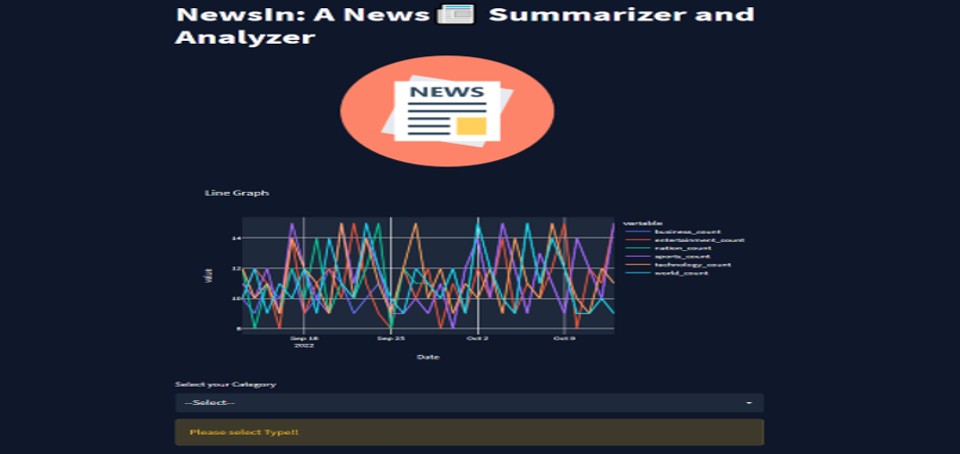 NewsIn: A News 📰 Summarizer and
Analyzer
NEWS
Line Graph
variable
business_count
entertainment_count
nation_count
sports_count
technology_count
world_count
value
14
12
10
8
Sep 18
2022
Sep 25
Oct 2
Oct 9
Date
Select your Category
--Select--
Please select Type!!